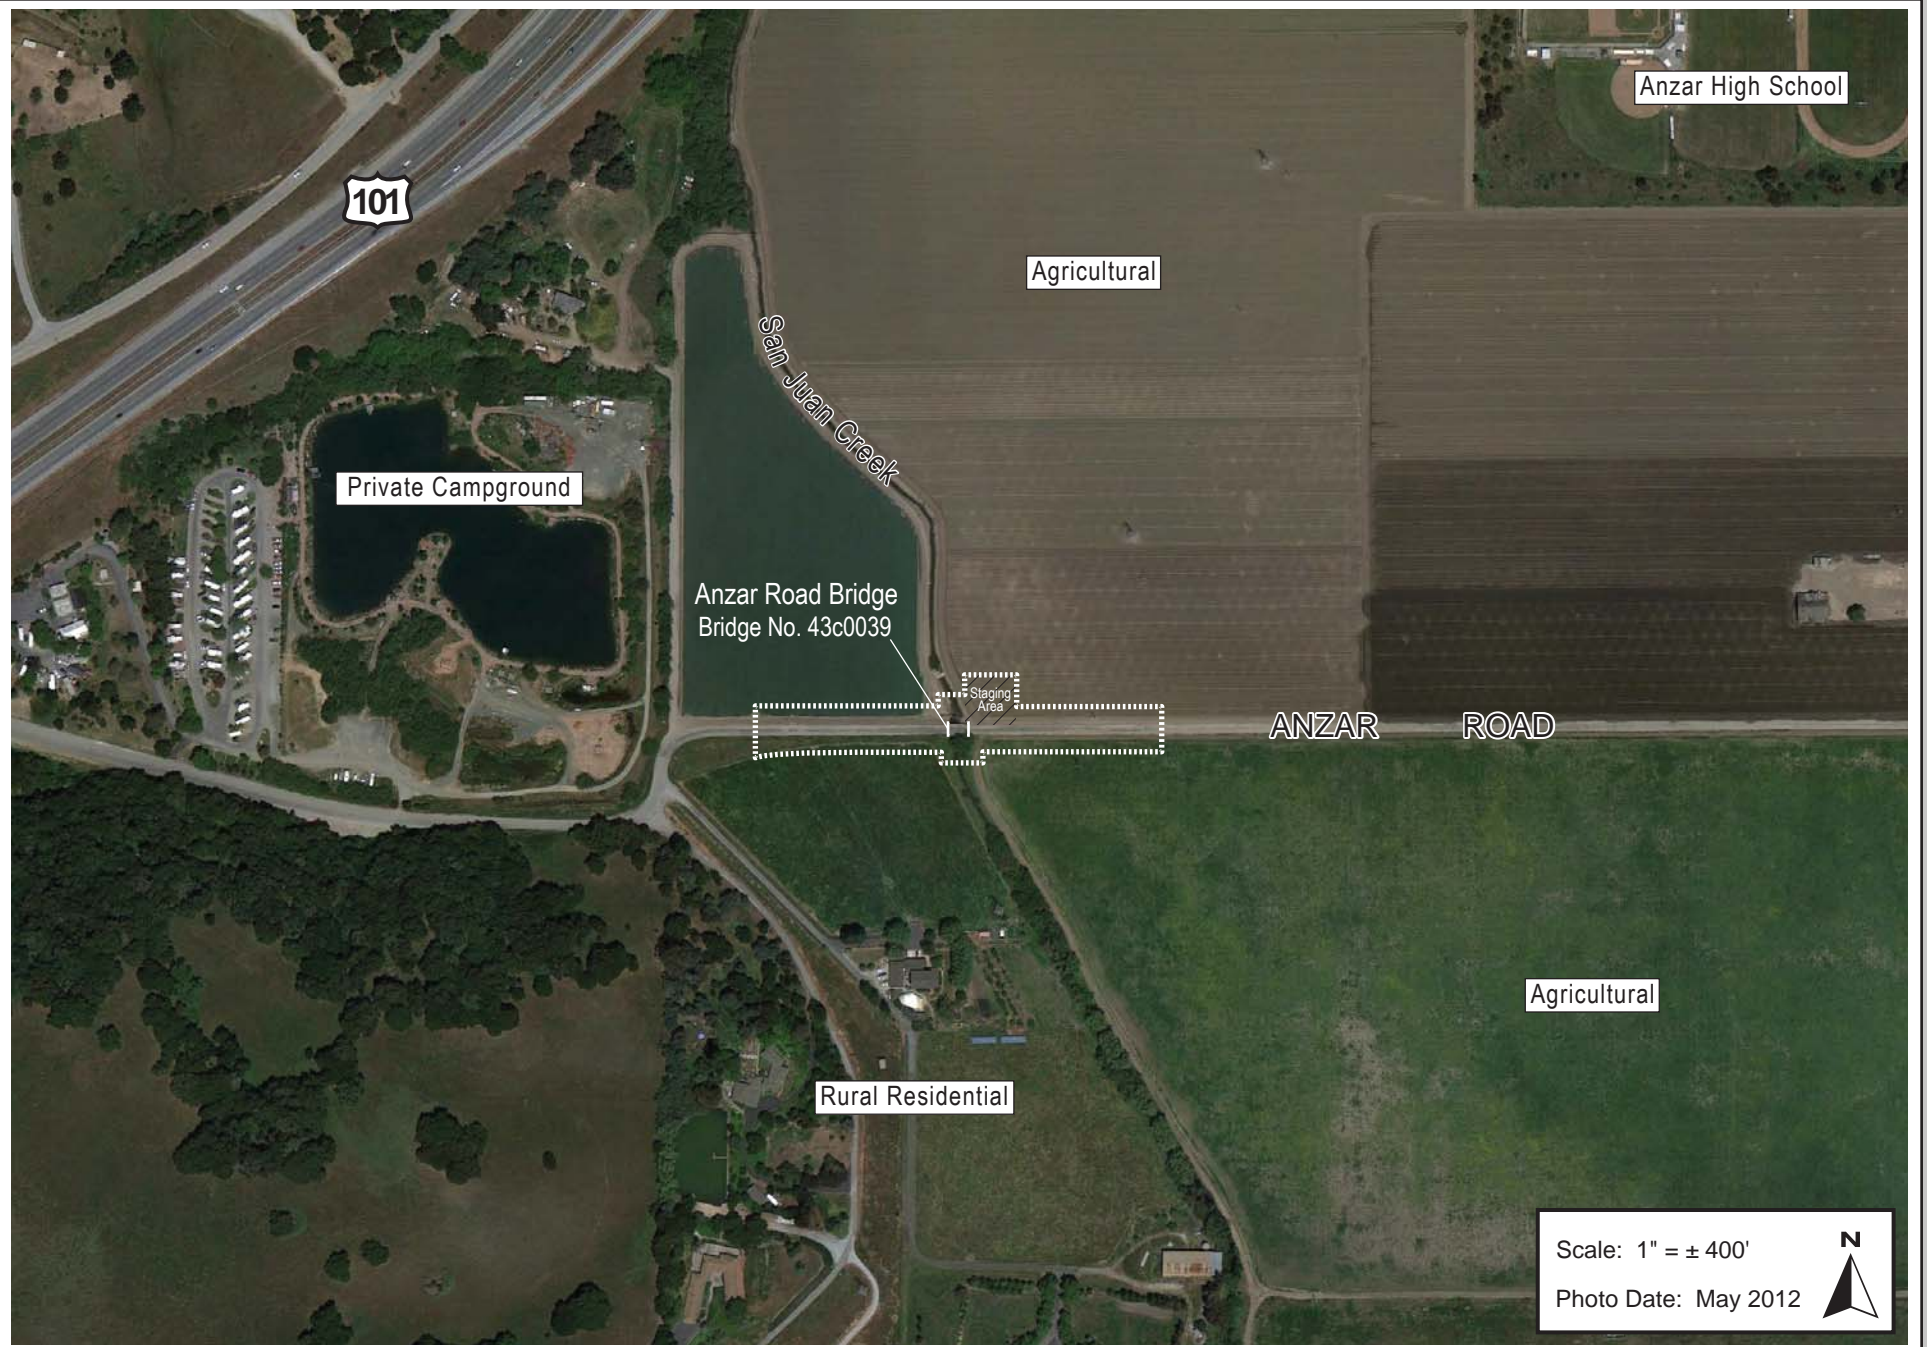 Anzar High School
101
Agricultural
San Juan Creek
Private Campground
Anzar Road Bridge
Bridge No. 43c0039
Staging
Area
ANZAR ROAD
Agricultural
Rural Residential
Scale: 1" = ± 400'
N
Photo Date: May 2012